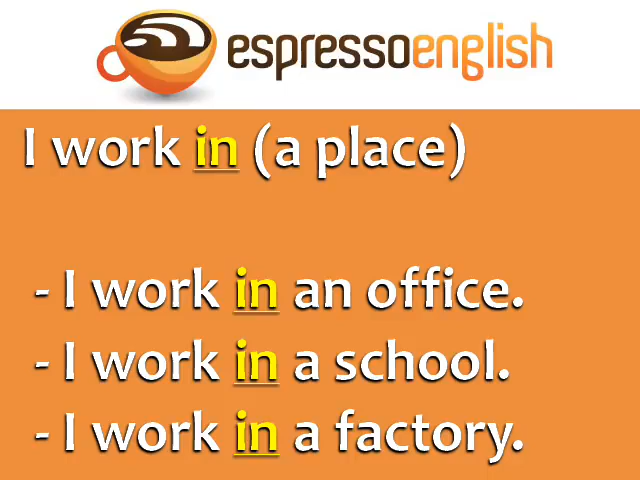 espressoenglish
I work in (a place)
- I work in an office.
- I work in a school.
- I work in a factory.